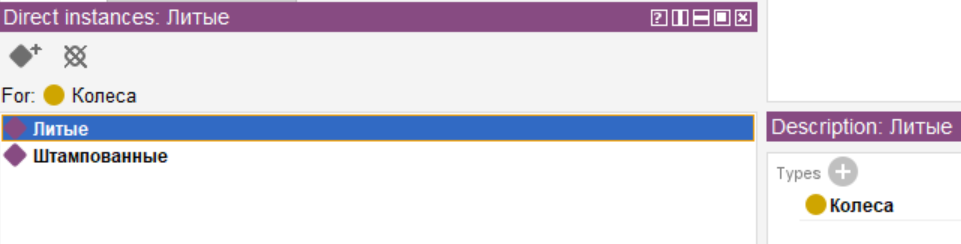 Direct instances: Литые
For: Колеса
Литые
Штампованные
Description: Литые
Types
Колеса